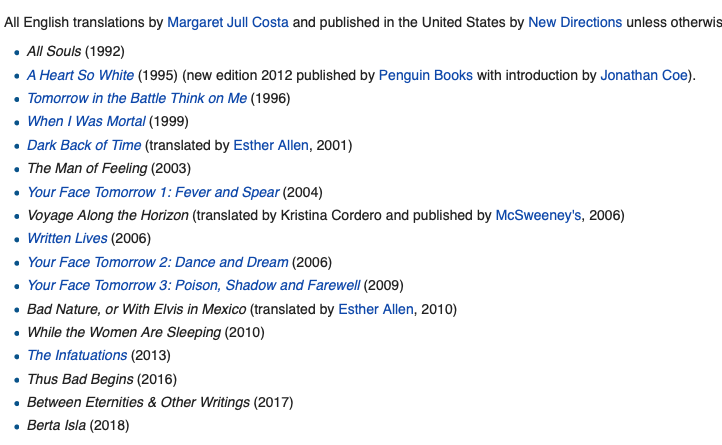 All English translations by Margaret Jull Costa and published in the United States by New Directions unless otherwis
All Souls (1992)
A Heart So White (1995) (new edition 2012 published by Penguin Books with introduction by Jonathan Coe).
Tomorrow in the Battle Think on Me (1996)
When I Was Mortal (1999)
Dark Back of Time (translated by Esther Allen, 2001)
The Man of Feeling (2003)
Your Face Tomorrow 1: Fever and Spear (2004)
Voyage Along the Horizon (translated by Kristina Cordero and published by McSweeney's, 2006)
Written Lives (2006)
Your Face Tomorrow 2: Dance and Dream (2006)
Your Face Tomorrow 3: Poison, Shadow and Farewell (2009)
Bad Nature, or With Elvis in Mexico (translated by Esther Allen, 2010)
While the Women Are Sleeping (2010)
The Infatuations (2013)
Thus Bad Begins (2016)
Between Eternities & Other Writings (2017)
Berta Isla (2018)